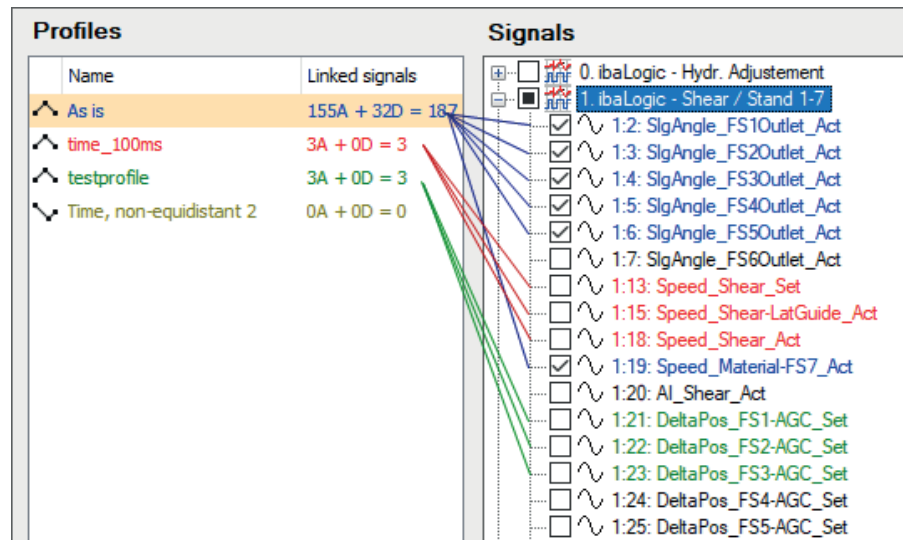 Profiles
Name Linked signals
As is 155A + 32D = 187
time_100ms 3A + 0D = 3
testprofile 3A + 0D = 3
Time, non-equidistant 2 0A + 0D = 0
Signals
0. ibaLogic - Hydr. Adjustement
1. ibaLogic - Shear / Stand 1-7
1:2: SlgAngle_FS1Outlet_Act
1:3: SlgAngle_FS2Outlet_Act
1:4: SlgAngle_FS3Outlet_Act
1:5: SlgAngle_FS4Outlet_Act
1:6: SlgAngle_FS5Outlet_Act
1:7: SlgAngle_FS6Outlet_Act
1:13: Speed_Shear_Set
1:15: Speed_Shear-LatGuide_Act
1:18: Speed_Shear_Act
1:19: Speed_Material-FS7_Act
1:20: AI_Shear_Act
1:21: DeltaPos_FS1-AGC_Set
1:22: DeltaPos_FS2-AGC_Set
1:23: DeltaPos_FS3-AGC_Set
1:24: DeltaPos_FS4-AGC_Set
1:25: DeltaPos_FS5-AGC_Set